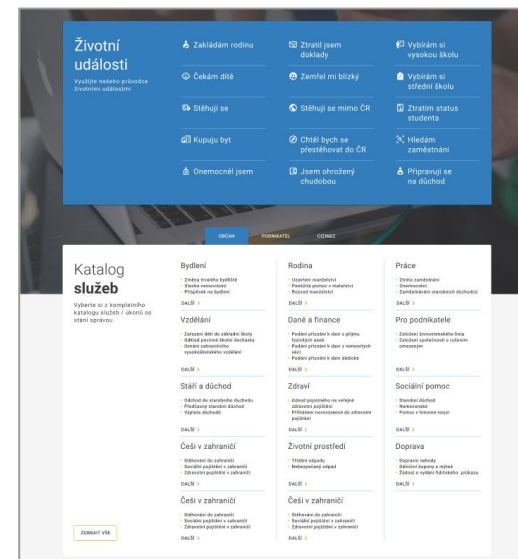 Životní
události
Využijte našeho průvodce
životními událostmi
Zakládám rodinu
Čekám dítě
Stěhuji se
Kupuju byt
Onemocněl jsem
Ztratil jsem
doklady
Zemřel mi blízký
Stěhuji se mimo ČR
Chtěl bych se
přestěhovat do ČR
Jsem ohrožený
chudobou
Vybírám si
vysokou školu
Vybírám si
střední školu
Ztratím status
studenta
Hledám
zaměstnání
Připravuji se
na důchod
OBČAN
PODNIKATEL
CIZINEC
Katalog
služeb
Vyberte si z kompletního
katalogu služeb / úkonů se
státní správou
Bydlení
Změna trvalého bydliště
Stavba nemovitosti
Příspěvek na bydlení
DALŠÍ
Rodina
Uzavření manželství
Peněžitá pomoc v mateřství
Rozvod manželství
DALŠÍ
Práce
Ztráta zaměstnání
Onemocnění
Zaměstnávání starobních důchodců
DALŠÍ
Vzdělání
Zařazení dětí do základní školy
Odklad povinné školní docházky
Uznání zahraničního
vysokoškolského vzdělání
DALŠÍ
Daně a finance
Podání přiznání k dani z příjmu
fyzických osob
Podání přiznání k dani z nemovitých
věcí
Podání přiznání k dani dědické
DALŠÍ
Pro podnikatele
Založení živnostenského listu
Založení společnosti s ručením
omezeným
DALŠÍ
Stáří a důchod
Odchod do starobního duchodu
Předčasný starobní důchod
Výplata důchodů
DALŠÍ
Zdraví
Odvod pojistného na veřejné
zdravotní pojištění
Přihlášení novorozence do zdravotní
pojištění
DALŠÍ
Sociální pomoc
Starobní důchod
Nemocenské
Pomoc v hmotné nouzi
DALŠÍ
Češi v zahraničí
Stěhování do zahraničí
Sociální pojištění v zahraničí
Zdravotní pojištění v zahraničí
DALŠÍ
Životní prostředí
Třídění odpadu
Nebezpečný odpad
DALŠÍ
Doprava
Dopravní nehody
Dálniční kupony a mýtné
Žádost o vydání řidičského průkazu
DALŠÍ
Češi v zahraničí
Stěhování do zahraničí
Sociální pojištění v zahraničí
Zdravotní pojištění v zahraničí
Češi v zahraničí
Stěhování do zahraničí
Sociální pojištění v zahraničí
Zdravotní pojištění v zahraničí
ZOBRAZIT VŠE